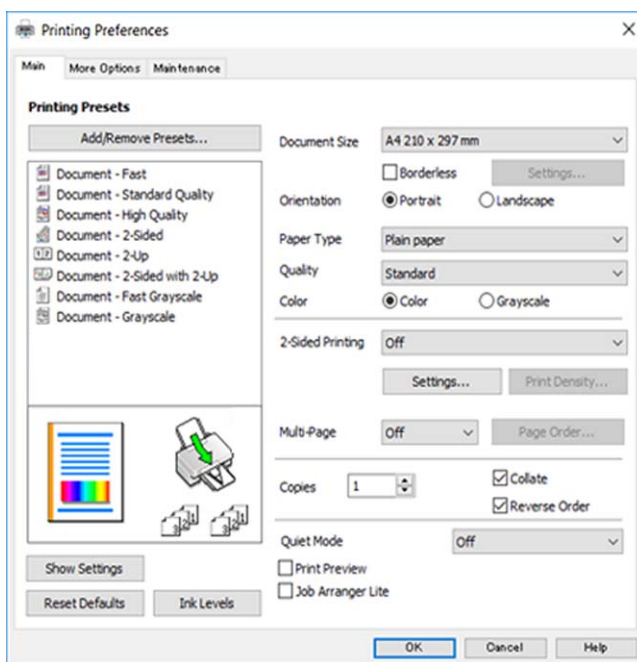 Printing Preferences
Main More Options Maintenance
Printing Presets
Add/Remove Presets...
Document - Fast
Document - Standard Quality
Document - High Quality
Document - 2-Sided
Document - 2-Up
Document - 2-Sided with 2-Up
Document - Fast Grayscale
Document - Grayscale
Show Settings
Reset Defaults Ink Levels
Document Size A4 210 x 297 mm
Borderless Settings...
Orientation Portrait Landscape
Paper Type Plain paper
Quality Standard
Color Color Grayscale
2-Sided Printing Off
Settings... Print Density...
Multi-Page Off Page Order...
Copies 1 Collate
Reverse Order
Quiet Mode Off
Print Preview
Job Arranger Lite
OK Cancel Help